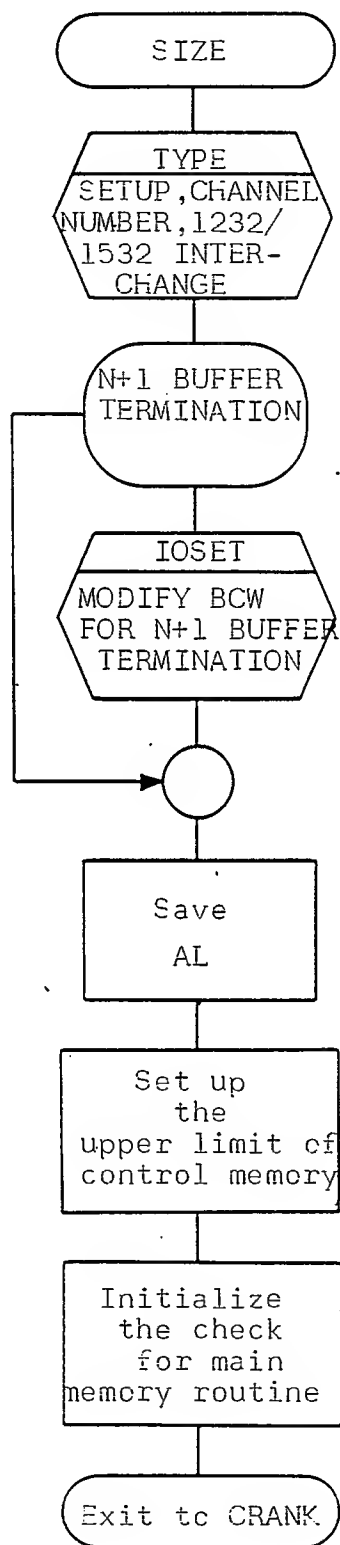 SIZE
TYPE
SETUP,CHANNEL
NUMBER,1232/
1532 INTER-
CHANGE
N+1 BUFFER
TERMINATION
IOSET
MODIFY BCW
FOR N+1 BUFFER
TERMINATION
Save
AL
Set up
the
upper limit of
control memory
Initialize
the check
for main
memory routine
Exit to CRANK